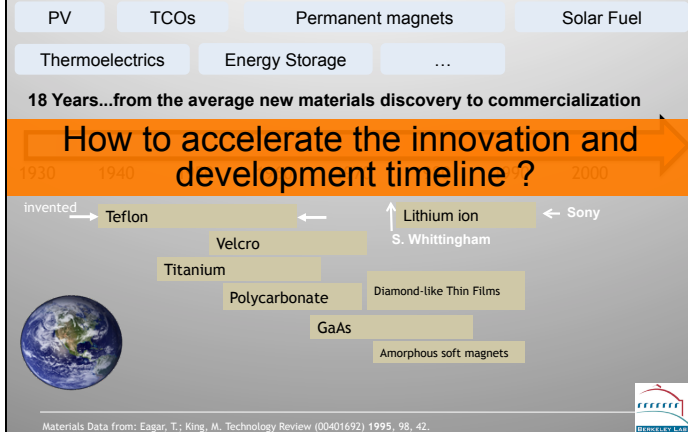 PV
TCOs
Permanent magnets
Solar Fuel
Thermoelectrics
Energy Storage
…
18 Years...from the average new materials discovery to commercialization
How to accelerate the innovation and
development timeline ?
1930
1940
2000
invented
Teflon
Lithium ion
Sony
S. Whittingham
Velcro
Titanium
Polycarbonate
Diamond-like Thin Films
GaAs
Amorphous soft magnets
Materials Data from: Eagar, T.; King, M. Technology Review (00401692) 1995, 98, 42.
BERKELEY LAB